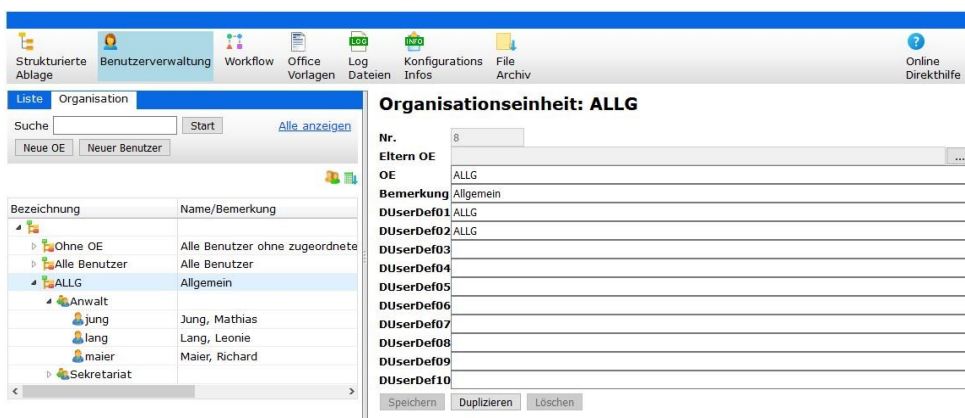 Strukturierte Ablage
Benutzerverwaltung
Workflow
Office Vorlagen
LOG
Log Dateien
INFO
Konfigurations Infos
File Archiv
?
Online Direkthilfe
Liste Organisation
Suche Start Alle anzeigen
Neue OE Neuer Benutzer
Bezeichnung Name/Bemerkung
Ohne OE Alle Benutzer ohne zugeordnete
Alle Benutzer Alle Benutzer
ALLG Allgemein
Anwalt
jung Jung, Mathias
lang Lang, Leonie
maier Maier, Richard
Sekretariat
Organisationseinheit: ALLG
Nr. 8
Eltern OE ...
OE ALLG
Bemerkung Allgemein
DUserDef01 ALLG
DUserDef02 ALLG
DUserDef03
DUserDef04
DUserDef05
DUserDef06
DUserDef07
DUserDef08
DUserDef09
DUserDef10
Speichern Duplizieren Löschen